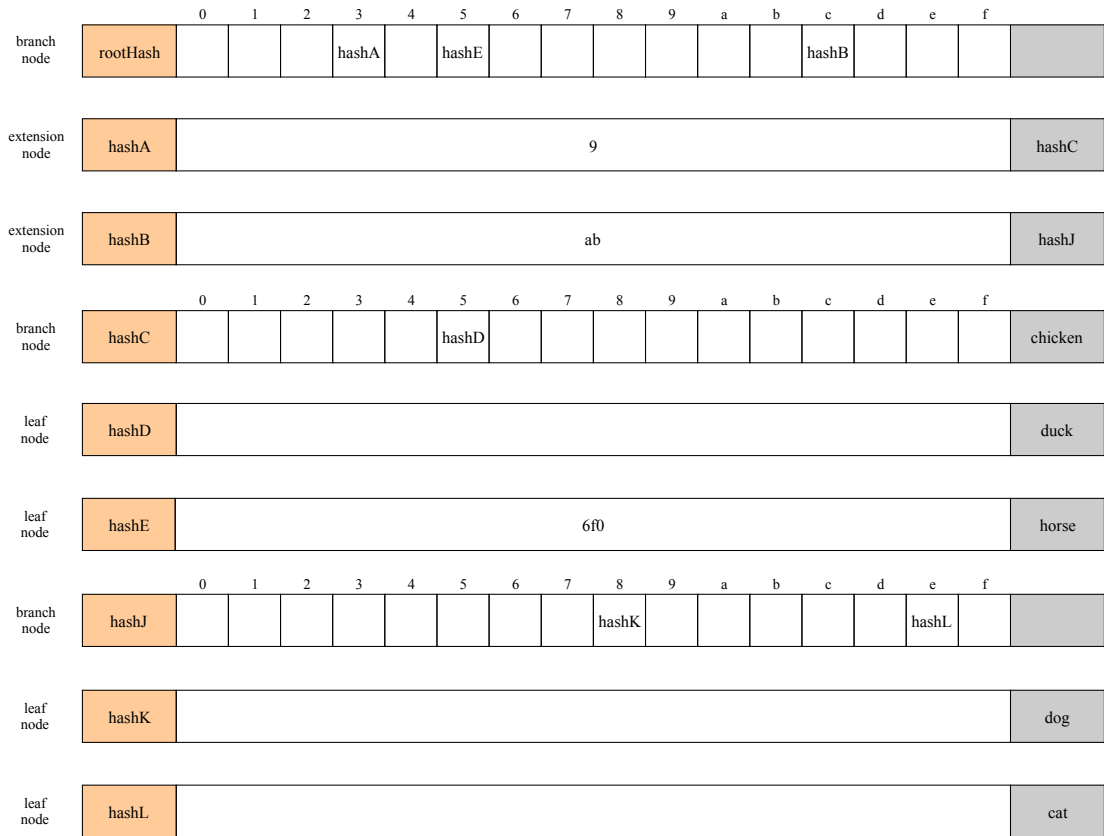 0 1 2 3 4 5 6 7 8 9 a b c d e f
branch
node
rootHash hashA hashE hashB
extension
node
hashA 9 hashC
extension
node
hashB ab hashJ
0 1 2 3 4 5 6 7 8 9 a b c d e f
branch
node
hashC hashD chicken
leaf
node
hashD duck
leaf
node
hashE 6f0 horse
0 1 2 3 4 5 6 7 8 9 a b c d e f
branch
node
hashJ hashK hashL
leaf
node
hashK dog
leaf
node
hashL cat